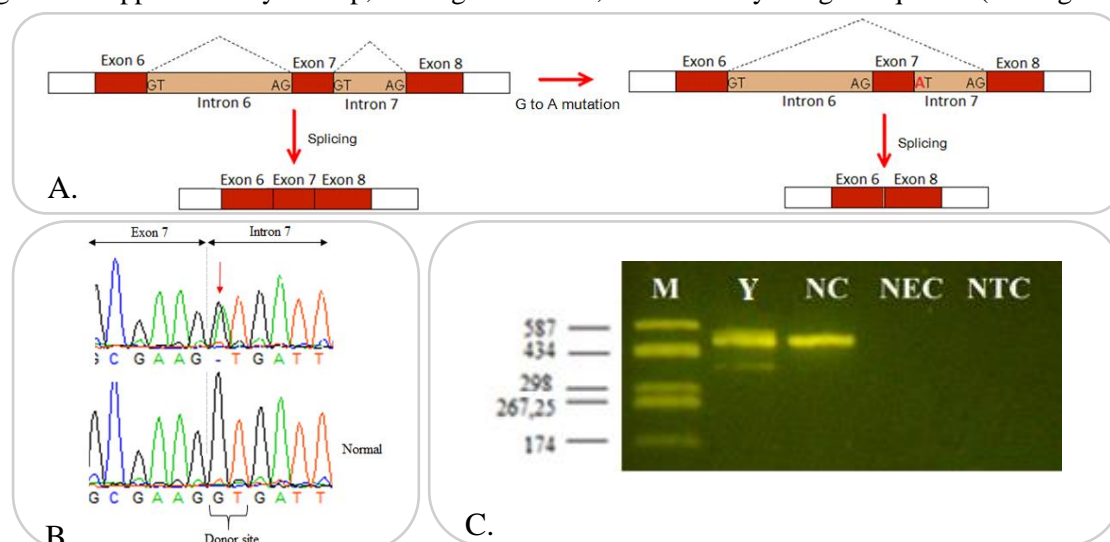 Exon 6 Exon 7 Exon 8
GT AG GT AG
Intron 6 Intron 7
Splicing
Exon 6 Exon 7 Exon 8
A.
G to A mutation
Exon 6 Exon 7 Exon 8
GT AG AT AG
Intron 6 Intron 7
Splicing
Exon 6 Exon 8
Exon 7 Intron 7
G C G A A G - T G A T T
Normal
G C G A A G G T G A T T
Donor site
B.
M Y NC NEC NTC
587
434
298
267,25
174
C.